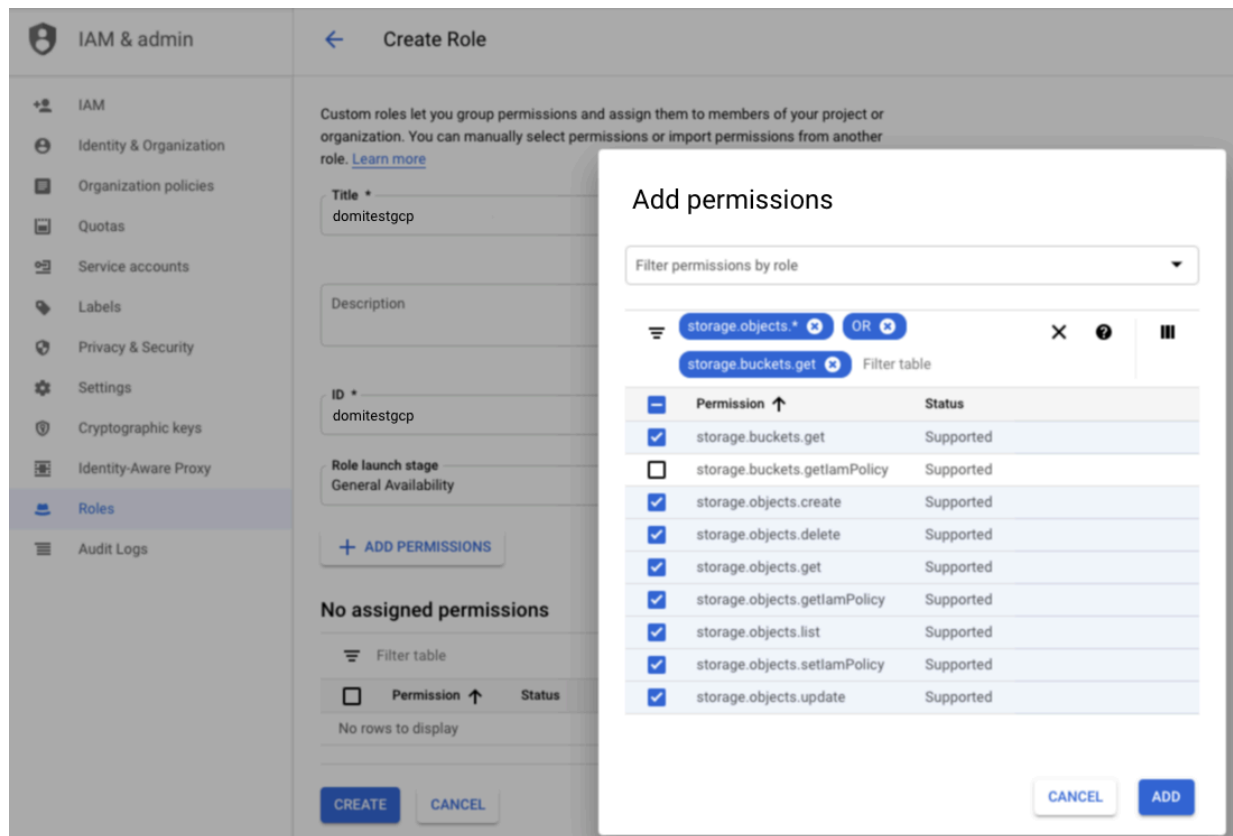 IAM & admin
Create Role
IAM
Identity & Organization
Organization policies
Quotas
Service accounts
Labels
Privacy & Security
Settings
Cryptographic keys
Identity-Aware Proxy
Roles
Audit Logs
Custom roles let you group permissions and assign them to members of your project or
organization. You can manually select permissions or import permissions from another
role. Learn more
Title *
domitestgcp
Description
ID *
domitestgcp
Role launch stage
General Availability
ADD PERMISSIONS
No assigned permissions
Filter table
Permission Status
No rows to display
CREATE CANCEL
Add permissions
Filter permissions by role
storage.objects.* OR
storage.buckets.get Filter table
Permission Status
storage.buckets.get Supported
storage.buckets.getIamPolicy Supported
storage.objects.create Supported
storage.objects.delete Supported
storage.objects.get Supported
storage.objects.getIamPolicy Supported
storage.objects.list Supported
storage.objects.setIamPolicy Supported
storage.objects.update Supported
CANCEL ADD